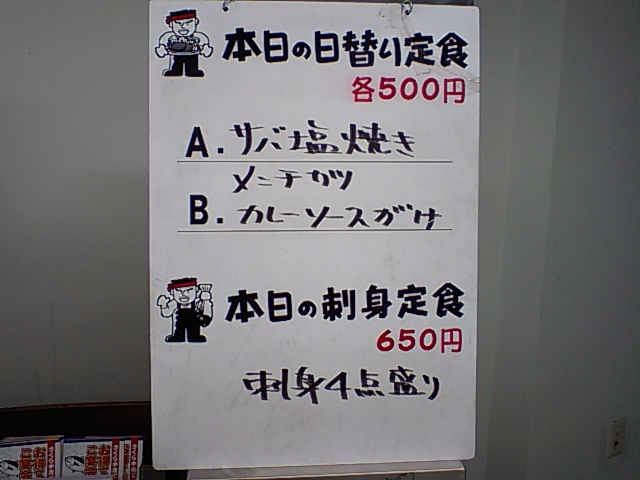 本日の日替り定食
各500円
A.サバ塩焼き
メンチカツ
B.カレーソースがけ
本日の刺身定食
650円
刺身4点盛り